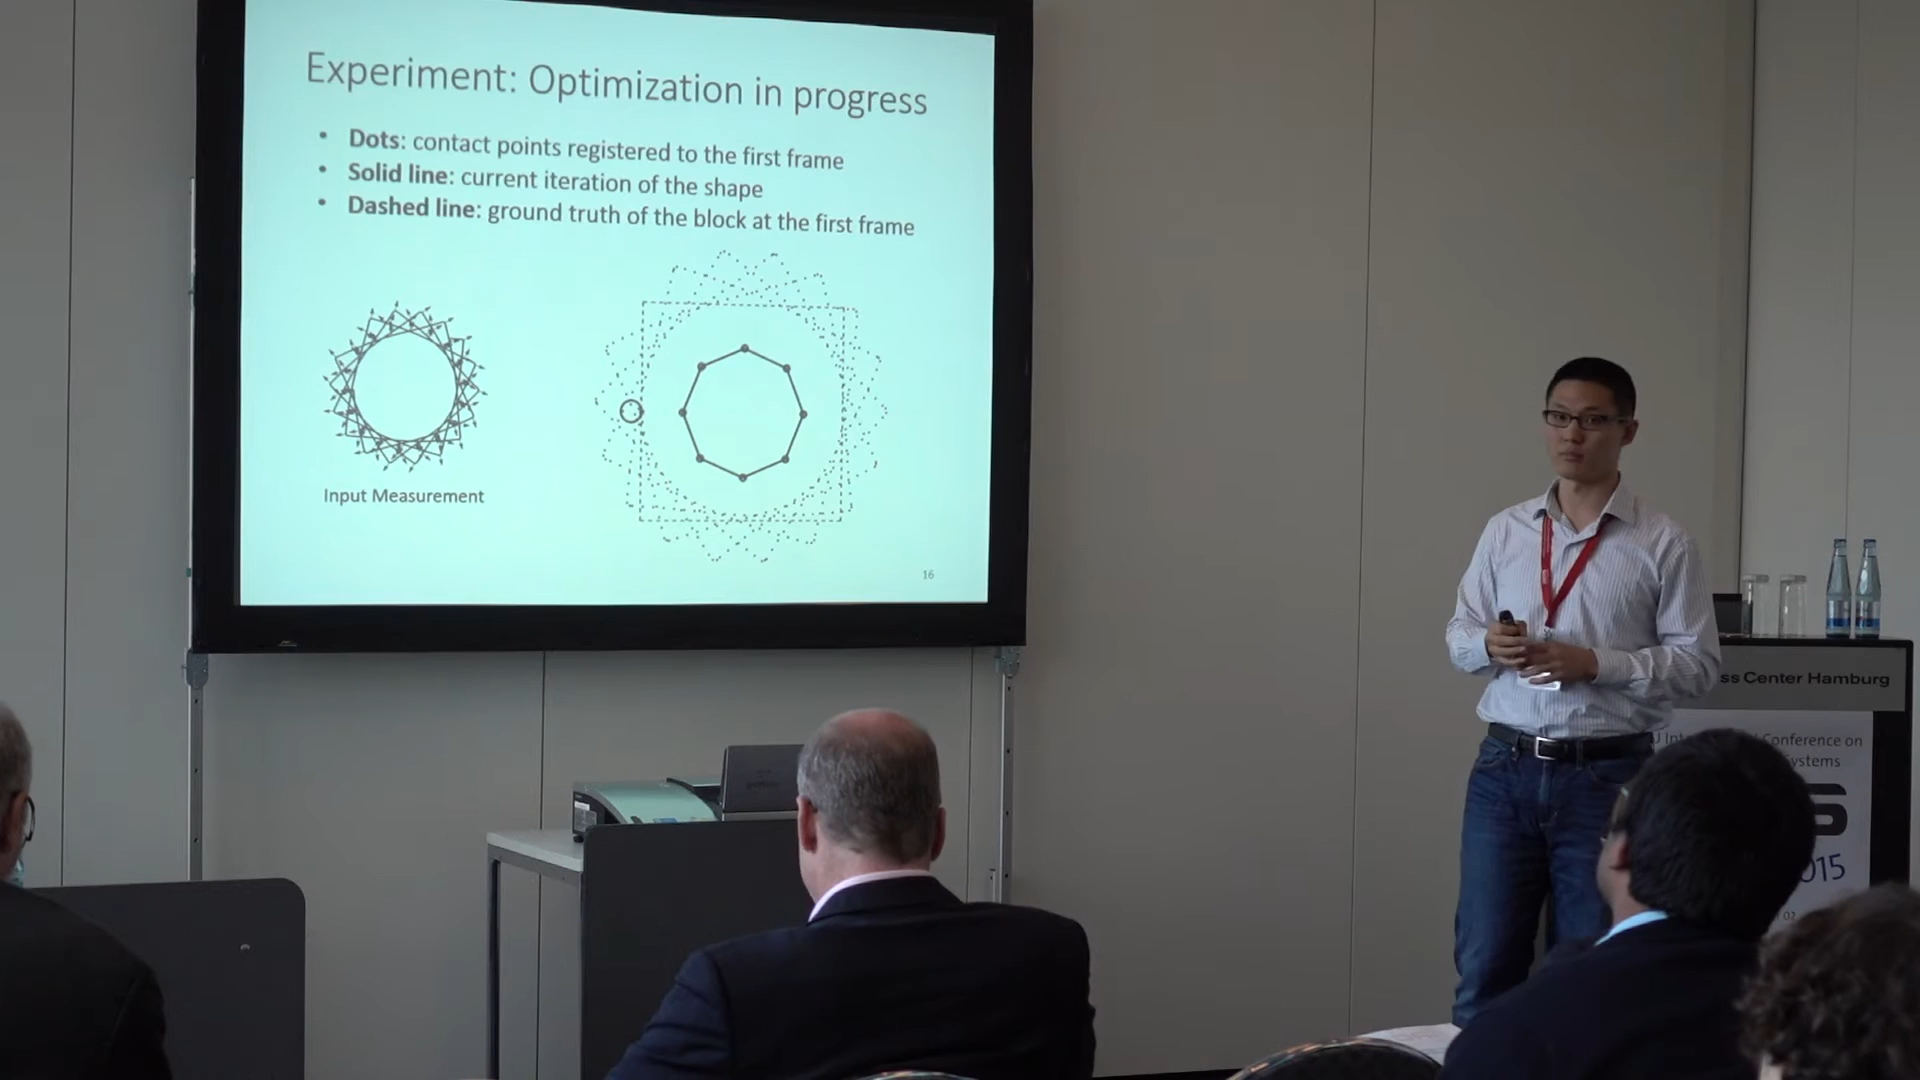 Experiment: Optimization in progress
• Dots: contact points registered to the first frame
• Solid line: current iteration of the shape
• Dashed line: ground truth of the block at the first frame
Input Measurement
16
ss Center Hamburg
Conference on
Systems
S
015